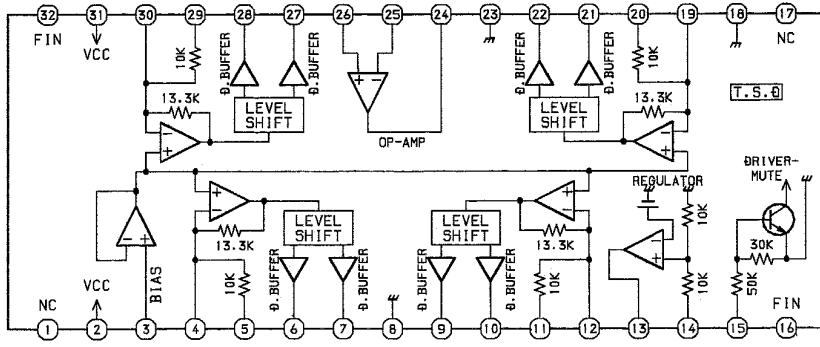 32 31 30 29 28 27 26 25 24 23 22 21 20 19 18 17
FIN
VCC
10K
D.BUFFER
D.BUFFER
D.BUFFER
D.BUFFER
10K
NC
13.3K
LEVEL
SHIFT
OP-AMP
LEVEL
SHIFT
13.3K
T.S.D
- +
+ -
- +
+ -
+ -
- +
- +
DRIVER-
MUTE
REGULATOR
LEVEL
SHIFT
LEVEL
SHIFT
13.3K
13.3K
10K
10K
30K
50K
BIAS
10K
D.BUFFER
D.BUFFER
D.BUFFER
D.BUFFER
10K
NC
VCC
FIN
1 2 3 4 5 6 7 8 9 10 11 12 13 14 15 16